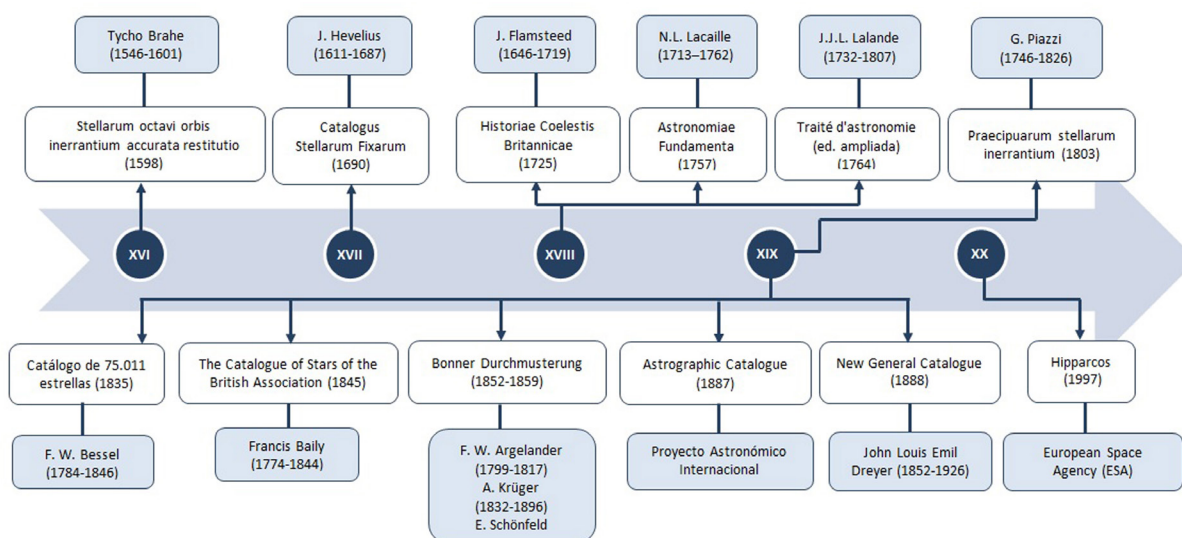 Tycho Brahe
(1546-1601)
J. Hevelius
(1611-1687)
J. Flamsteed
(1646-1719)
N.L. Lacaille
(1713–1762)
J.J.L. Lalande
(1732-1807)
G. Piazzi
(1746-1826)
Stellarum octavi orbis
inerrantium accurata restitutio
(1598)
Catalogus
Stellarum Fixarum
(1690)
Historiae Coelestis
Britannicae
(1725)
Astronomiae
Fundamenta
(1757)
Traité d'astronomie
(ed. ampliada)
(1764)
Praecipuarum stellarum
inerrantium (1803)
XVI
XVII
XVIII
XIX
XX
Catálogo de 75.011
estrellas (1835)
The Catalogue of Stars of the
British Association (1845)
Bonner Durchmusterung
(1852-1859)
Astrographic Catalogue
(1887)
New General Catalogue
(1888)
Hipparcos
(1997)
F. W. Bessel
(1784-1846)
Francis Baily
(1774-1844)
F. W. Argelander
(1799-1817)
A. Krüger
(1832-1896)
E. Schönfeld
Proyecto Astronómico
Internacional
John Louis Emil
Dreyer (1852-1926)
European Space
Agency (ESA)